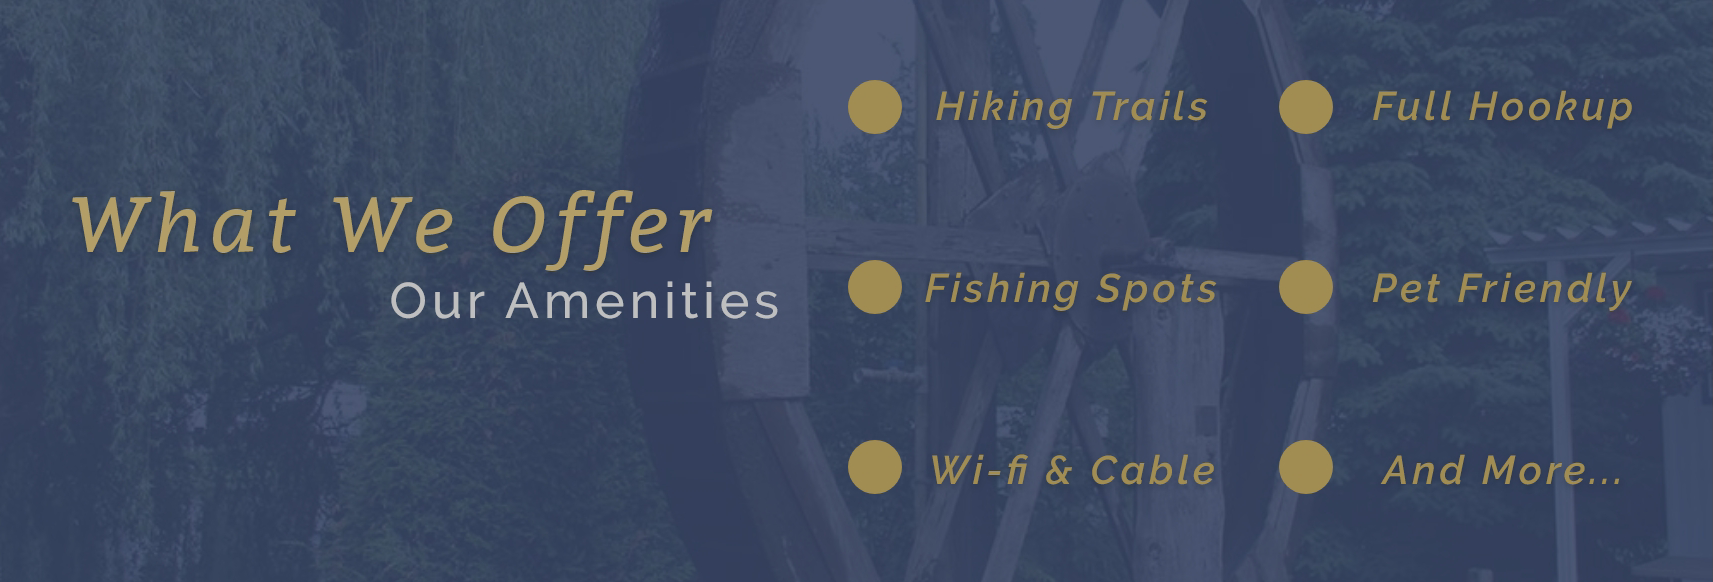 What We Offer
Our Amenities
Hiking Trails
Full Hookup
Fishing Spots
Pet Friendly
Wi-fi & Cable
And More...